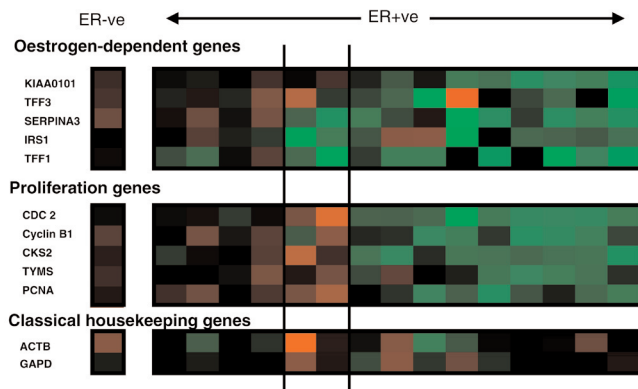 ER-ve ER+ve
Oestrogen-dependent genes
KIAA0101
TFF3
SERPINA3
IRS1
TFF1
Proliferation genes
CDC 2
Cyclin B1
CKS2
TYMS
PCNA
Classical housekeeping genes
ACTB
GAPD